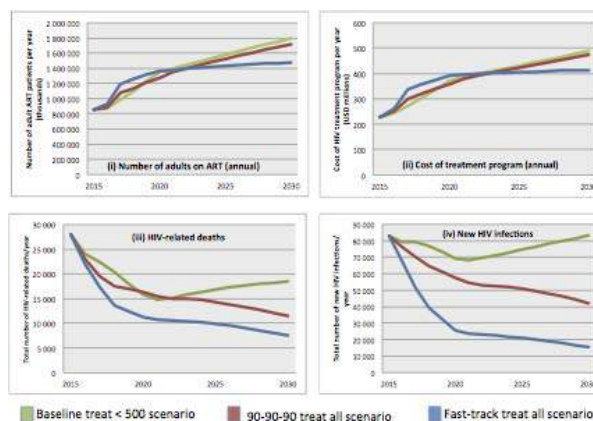 Number of adult ART patients per year
(thousands)
2 000 000
1 800 000
1 600 000
1 400 000
1 200 000
1 000 000
800 000
600 000
400 000
200 000
0
(i) Number of adults on ART (annual)
2015 2020 2025 2030
Cost of HIV treatment program per year
(USD millions)
600
500
400
300
200
100
0
(ii) Cost of treatment program (annual)
2015 2020 2025 2030
Total number of HIV-related deaths/year
30 000
25 000
20 000
15 000
10 000
5 000
0
(iii) HIV-related deaths
2015 2020 2025 2030
Total number of new HIV infections/
year
90 000
80 000
70 000
60 000
50 000
40 000
30 000
20 000
10 000
0
(iv) New HIV infections
2015 2020 2025 2030
Baseline treat < 500 scenario
90-90-90 treat all scenario
Fast-track treat all scenario